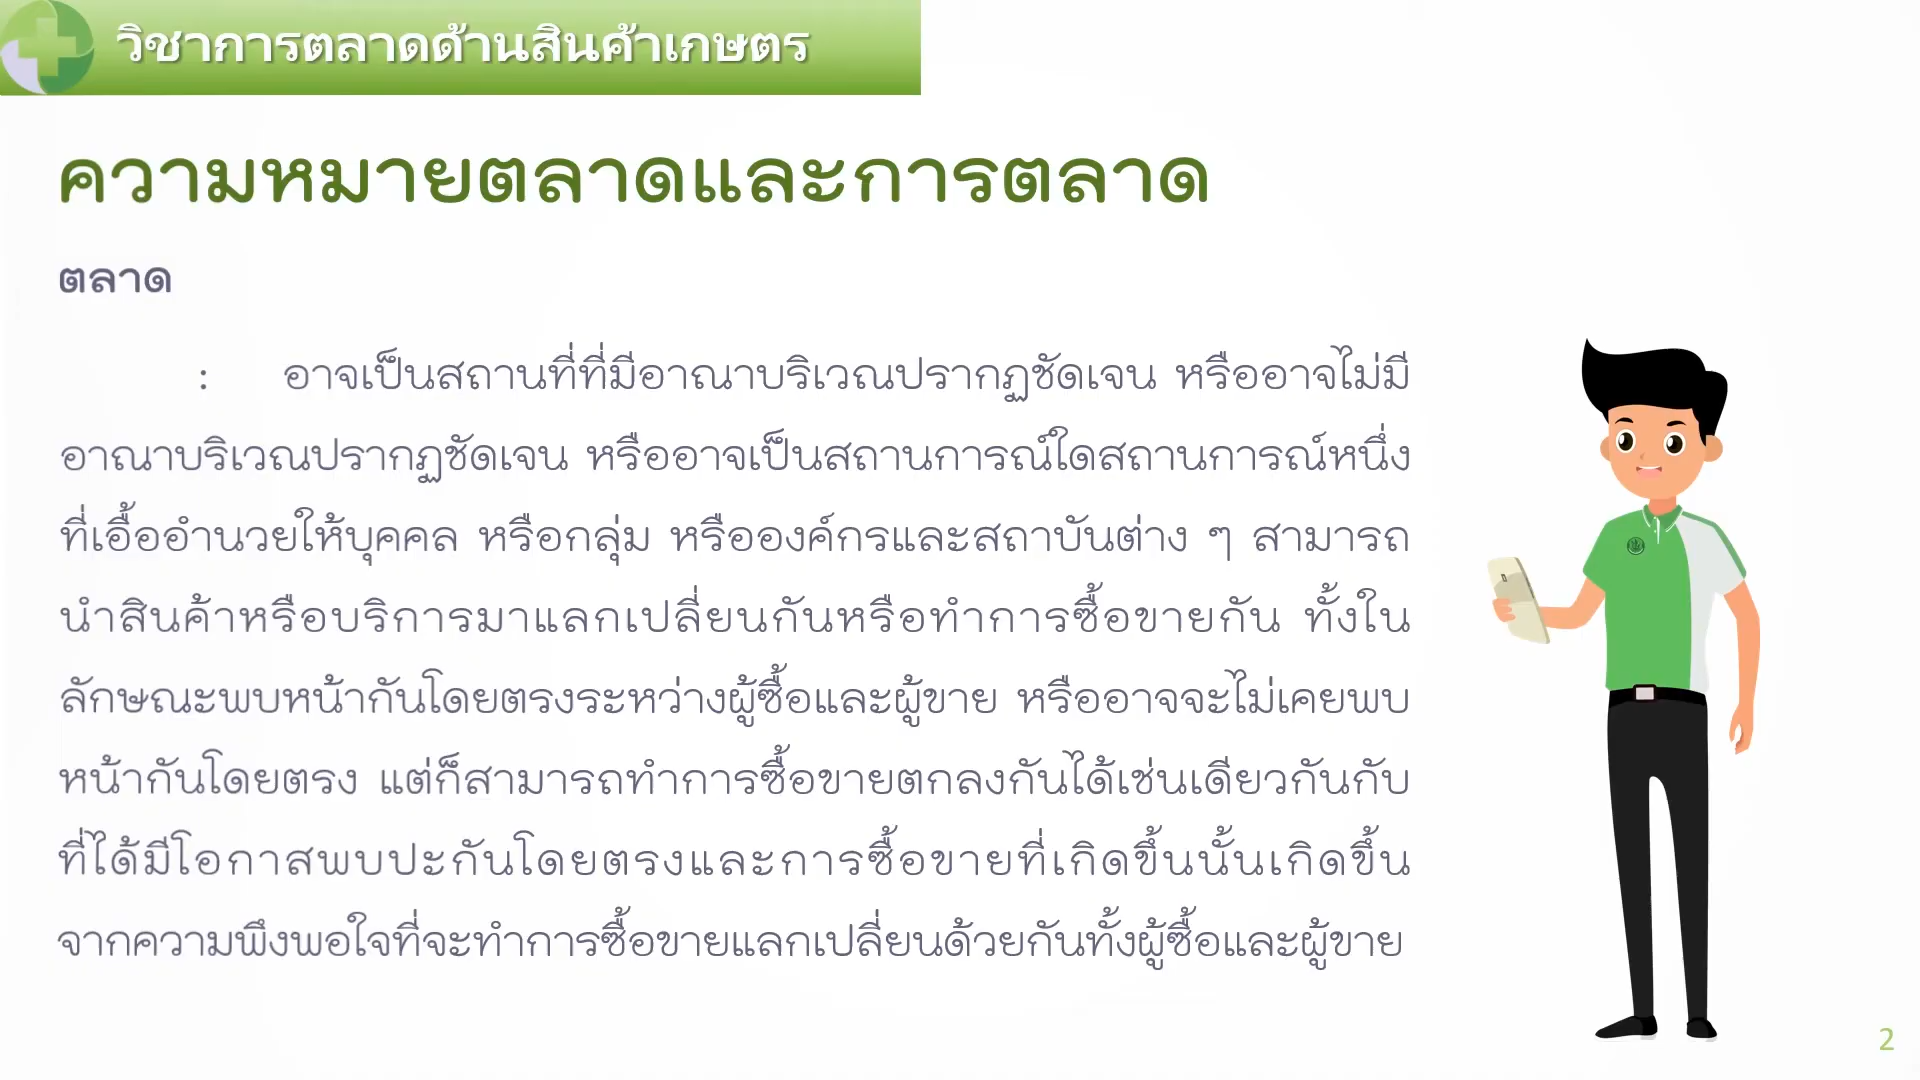 วิชาการตลาดด้านสินค้าเกษตร
ความหมายตลาดและการตลาด
ตลาด
: อาจเป็นสถานที่ที่มีอาณาบริเวณปรากฏชัดเจน หรืออาจไม่มี
อาณาบริเวณปรากฏชัดเจน หรืออาจเป็นสถานการณ์ใดสถานการณ์หนึ่ง
ที่เอื้ออำนวยให้บุคคล หรือกลุ่ม หรือองค์กรและสถาบันต่าง ๆ สามารถ
นำสินค้าหรือบริการมาแลกเปลี่ยนกันหรือทำการซื้อขายกัน ทั้งใน
ลักษณะพบหน้ากันโดยตรงระหว่างผู้ซื้อและผู้ขาย หรืออาจจะไม่เคยพบ
หน้ากันโดยตรง แต่ก็สามารถทำการซื้อขายตกลงกันได้เช่นเดียวกันกับ
ที่ได้มีโอกาสพบปะกันโดยตรงและการซื้อขายที่เกิดขึ้นนั้นเกิดขึ้น
จากความพึงพอใจที่จะทำการซื้อขายแลกเปลี่ยนด้วยกันทั้งผู้ซื้อและผู้ขาย
2